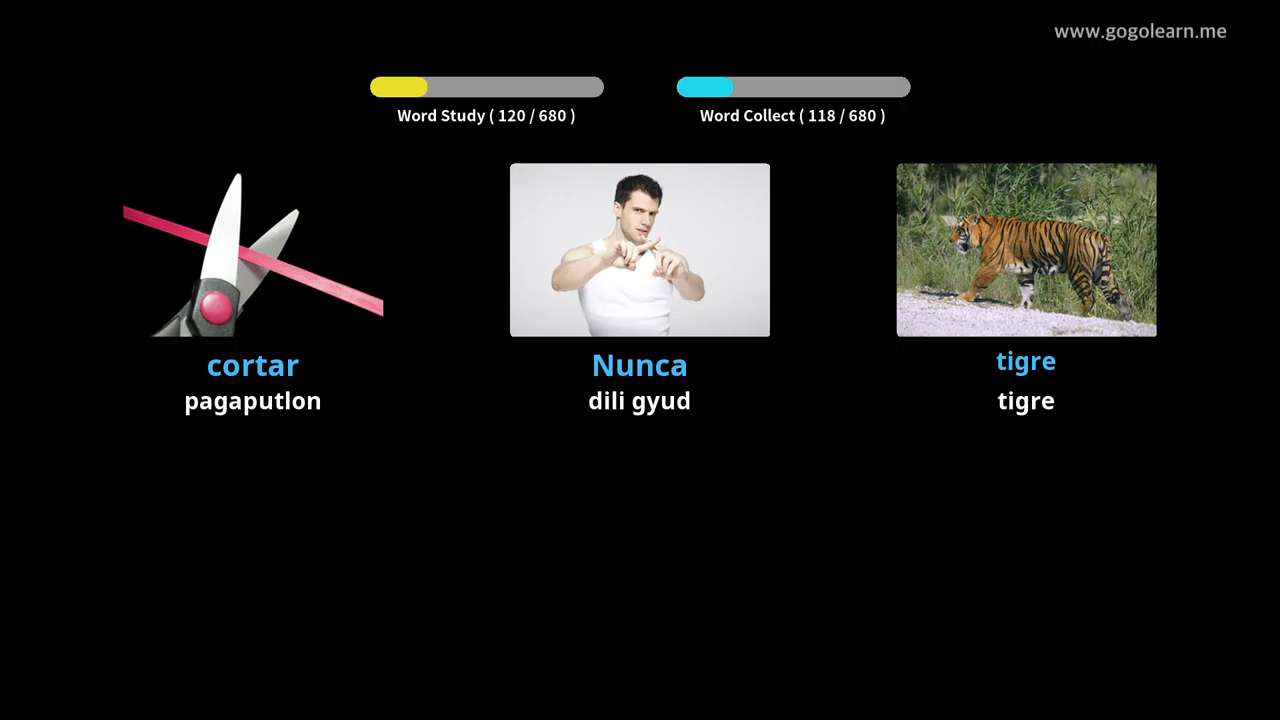 www.gogolearn.me
Word Study ( 120 / 680 )
Word Collect ( 118 / 680 )
cortar
pagaputlon
Nunca
dili gyud
tigre
tigre